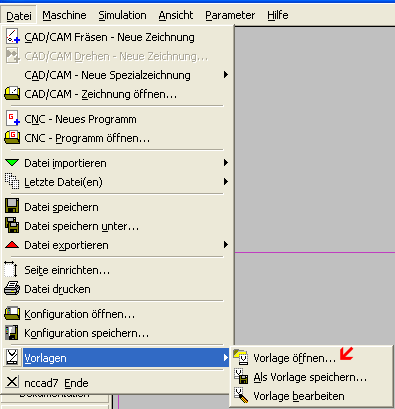 Datei Maschine Simulation Ansicht Parameter Hilfe
CAD/CAM Fräsen - Neue Zeichnung
CAD/CAM Drehen - Neue Zeichnung...
CAD/CAM - Neue Spezialzeichnung
CAD/CAM - Zeichnung öffnen...
CNC - Neues Programm
CNC - Programm öffnen...
Datei importieren
Letzte Datei(en)
Datei speichern
Datei speichern unter...
Datei exportieren
Seite einrichten...
Datei drucken
Konfiguration öffnen...
Konfiguration speichern...
Vorlagen
Vorlage öffnen...
Als Vorlage speichern...
Vorlage bearbeiten
nccad7 Ende